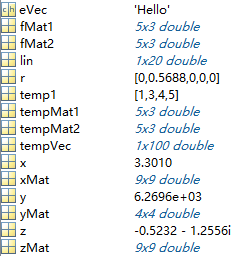 eVec 'Hello'
fMat1 5x3 double
fMat2 5x3 double
lin 1x20 double
r [0,0.5688,0,0,0]
temp1 [1,3,4,5]
tempMat1 5x3 double
tempMat2 5x3 double
tempVec 1x100 double
x 3.3010
xMat 9x9 double
y 6.2696e+03
yMat 4x4 double
z -0.5232 - 1.2556i
zMat 9x9 double